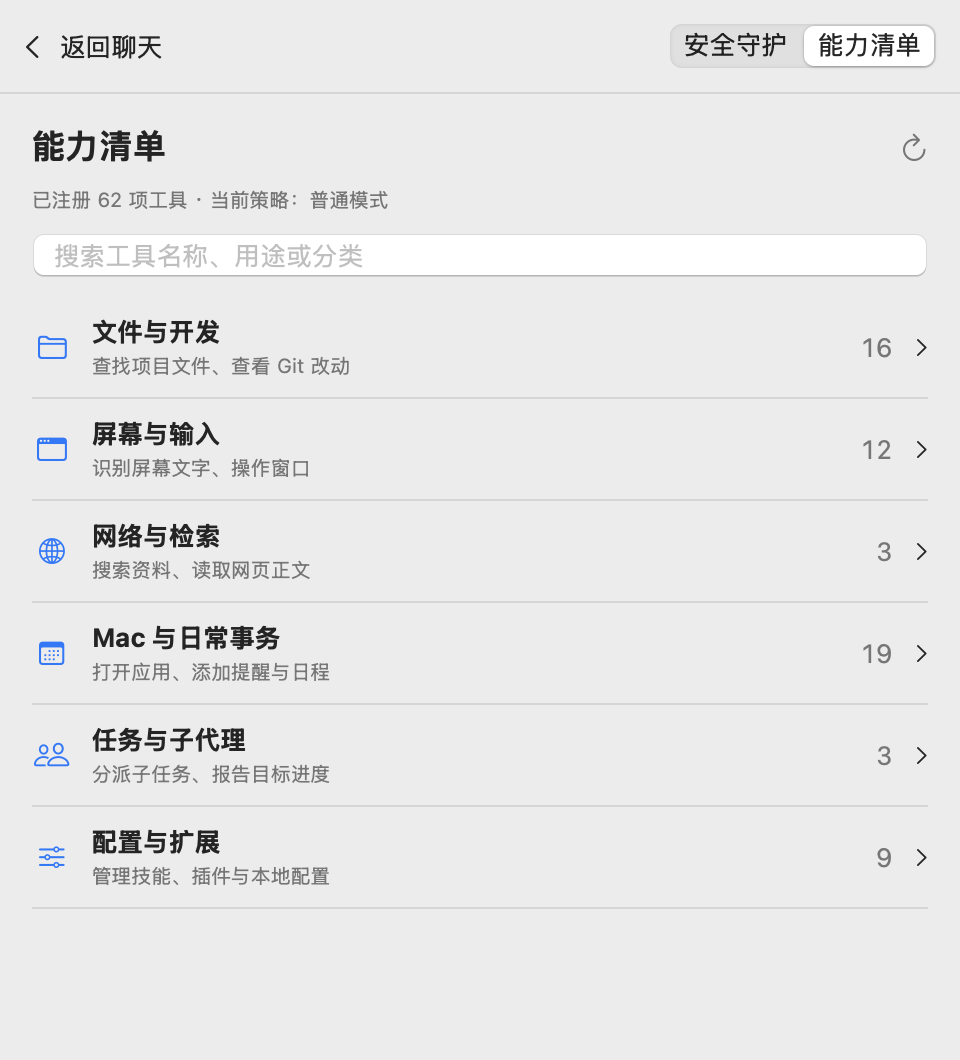 返回聊天
安全守护
能力清单
能力清单
已注册 62 项工具 · 当前策略：普通模式
搜索工具名称、用途或分类
文件与开发
查找项目文件、查看 Git 改动
16
屏幕与输入
识别屏幕文字、操作窗口
12
网络与检索
搜索资料、读取网页正文
3
Mac 与日常事务
打开应用、添加提醒与日程
19
任务与子代理
分派子任务、报告目标进度
3
配置与扩展
管理技能、插件与本地配置
9